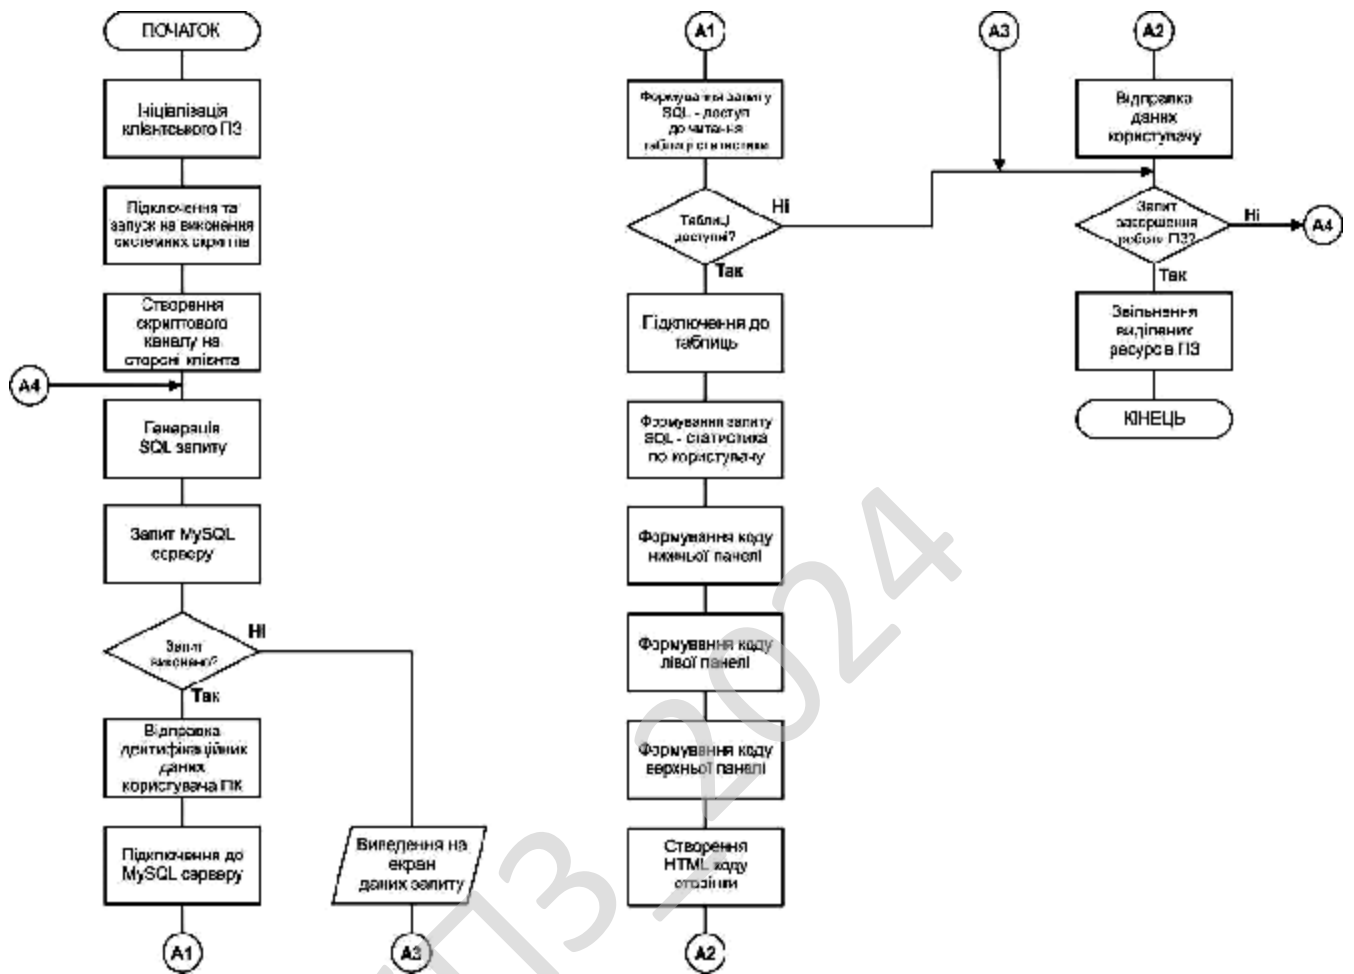 ПОЧАТОК
Ініціалізація
клієнтського ПЗ
Підключення та
запуск на виконання
системних скриптів
Створення
скриптового
каналу на
стороні клієнта
А4
Генерація
SQL запиту
Запит MySQL
серверу
Запит
виконано?
Ні
Так
Відправка
ідентифікаційних
даних
користувача ПК
Підключення до
MySQL серверу
А1
Виведення на
екран
даних запиту
А3
А1
Формування запиту
SQL - доступ
до читання
таблиці статистики
Таблиці
доступні?
Ні
Так
Підключення до
таблиць
Формування запиту
SQL - статистика
по користувачу
Формування коду
нижньої панелі
Формування коду
лівої панелі
Формування коду
верхньої панелі
Створення
HTML коду
сторінки
А2
А3
А2
Відправка
даних
користувачу
Запит
завершення
роботи ПЗ?
Ні
А4
Так
Звільнення
виділених
ресурсів ПЗ
КІНЕЦЬ
ПЗ_2024